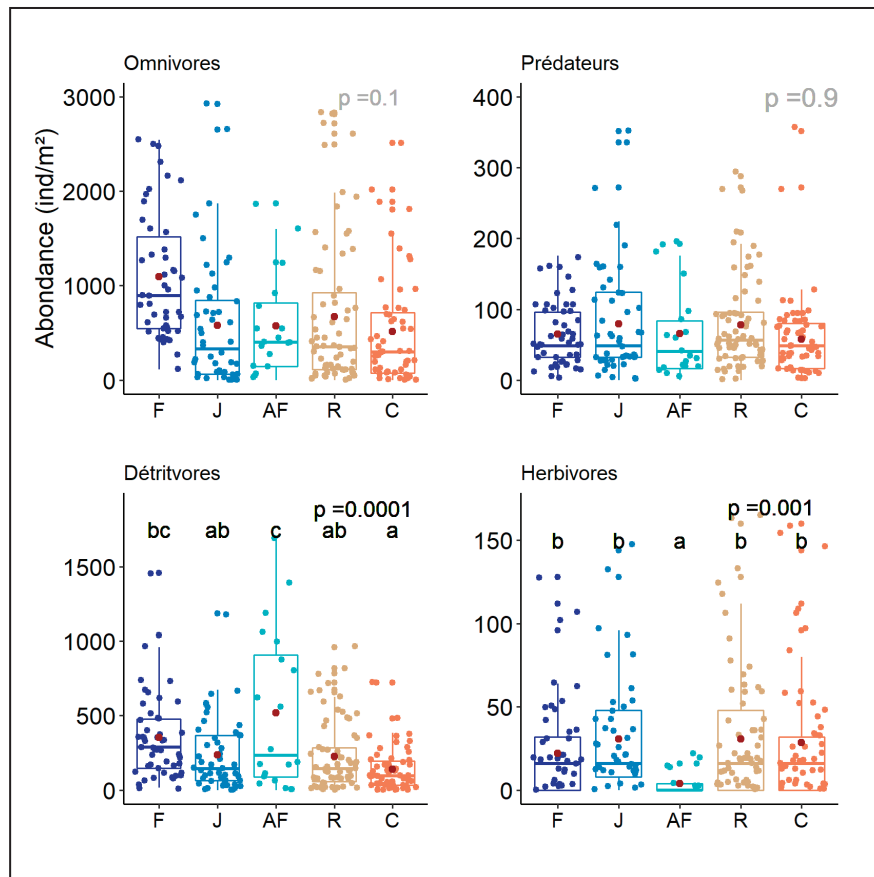 Omnivores
Prédateurs
Abondance (ind/m²)
3000
2000
1000
0
p =0.1
F J AF R C
400
300
200
100
0
p =0.9
F J AF R C
Détritvores
Herbivores
1500
1000
500
0
p =0.0001
bc ab c ab a
F J AF R C
150
100
50
0
p =0.001
b b a b b
F J AF R C